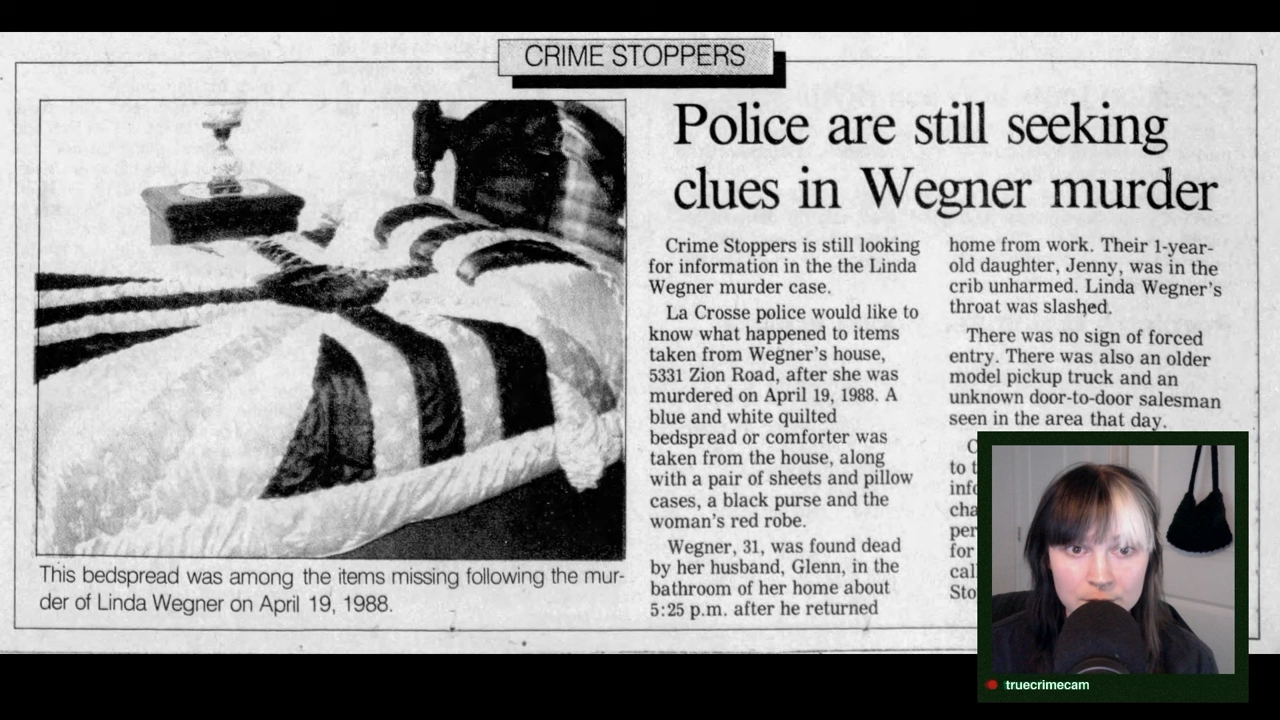 CRIME STOPPERS
Police are still seeking
clues in Wegner murder
Crime Stoppers is still looking
for information in the the Linda
Wegner murder case.
La Crosse police would like to
know what happened to items
taken from Wegner's house,
5331 Zion Road, after she was
murdered on April 19, 1988. A
blue and white quilted
bedspread or comforter was
taken from the house, along
with a pair of sheets and pillow
cases, a black purse and the
woman's red robe.
Wegner, 31, was found dead
by her husband, Glenn, in the
bathroom of her home about
5:25 p.m. after he returned
home from work. Their 1-year-
old daughter, Jenny, was in the
crib unharmed. Linda Wegner's
throat was slashed.
There was no sign of forced
entry. There was also an older
model pickup truck and an
unknown door-to-door salesman
seen in the area that day.
to
for
This bedspread was among the items missing following the mur-
der of Linda Wegner on April 19, 1988.
truecrimecam